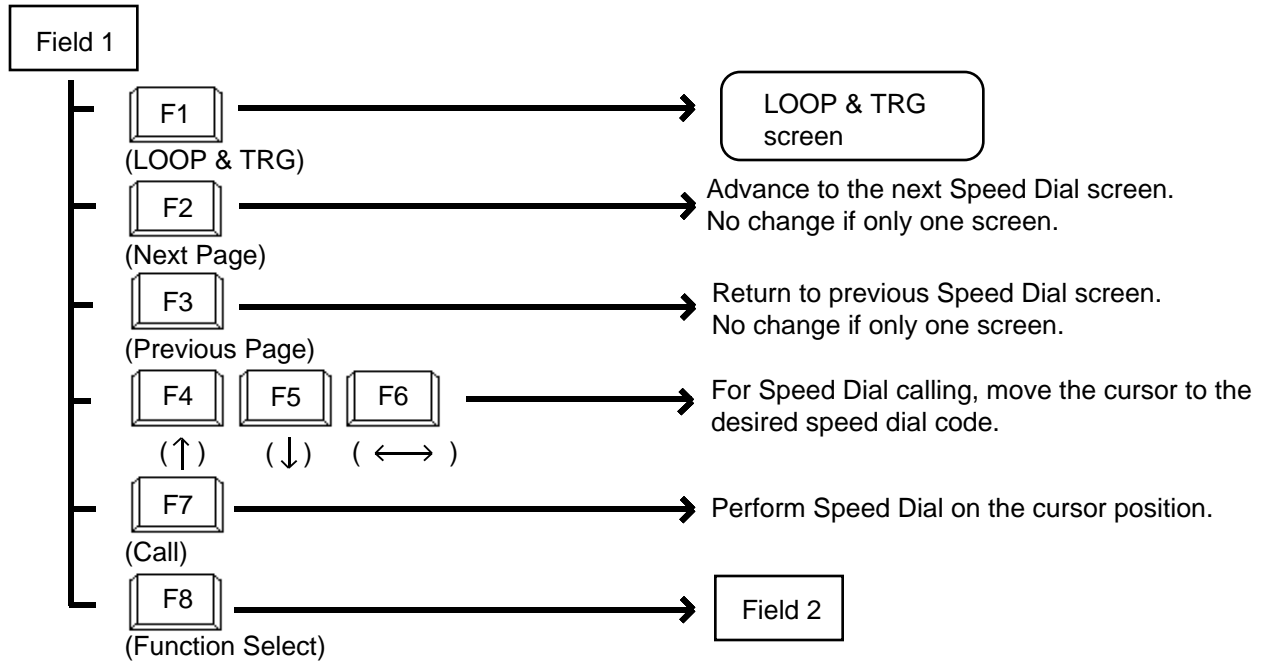 Field 1
F1
(LOOP & TRG)
LOOP & TRG
screen
F2
(Next Page)
Advance to the next Speed Dial screen.
No change if only one screen.
F3
(Previous Page)
Return to previous Speed Dial screen.
No change if only one screen.
F4 F5 F6
(↑) (↓) (⟷)
For Speed Dial calling, move the cursor to the
desired speed dial code.
F7
(Call)
Perform Speed Dial on the cursor position.
F8
(Function Select)
Field 2